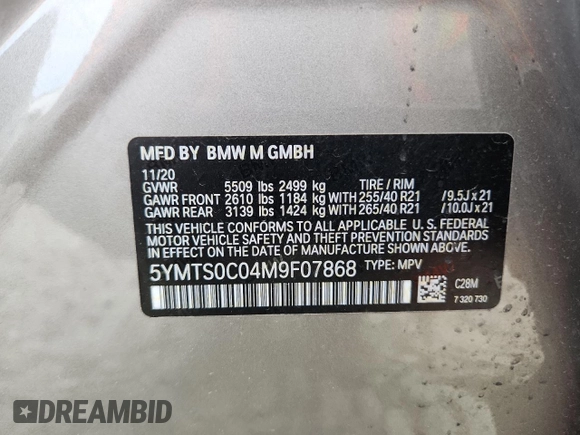 MFD BY BMW M GMBH
11/20
GVWR 5509 lbs 2499 kg TIRE / RIM
GAWR FRONT 2610 lbs 1184 kg WITH 255/40 R21 / 9.5J x 21
GAWR REAR 3139 lbs 1424 kg WITH 265/40 R21 / 10.0J x 21
THIS VEHICLE CONFORMS TO ALL APPLICABLE U. S. FEDERAL
MOTOR VEHICLE SAFETY, BUMPER, AND THEFT PREVENTION
STANDARDS IN EFFECT ON THE DATE OF MANUFACTURE SHOWN ABOVE.
5YMTS0C04M9F07868 TYPE: MPV
C28M
7 320 730
DREAMBID